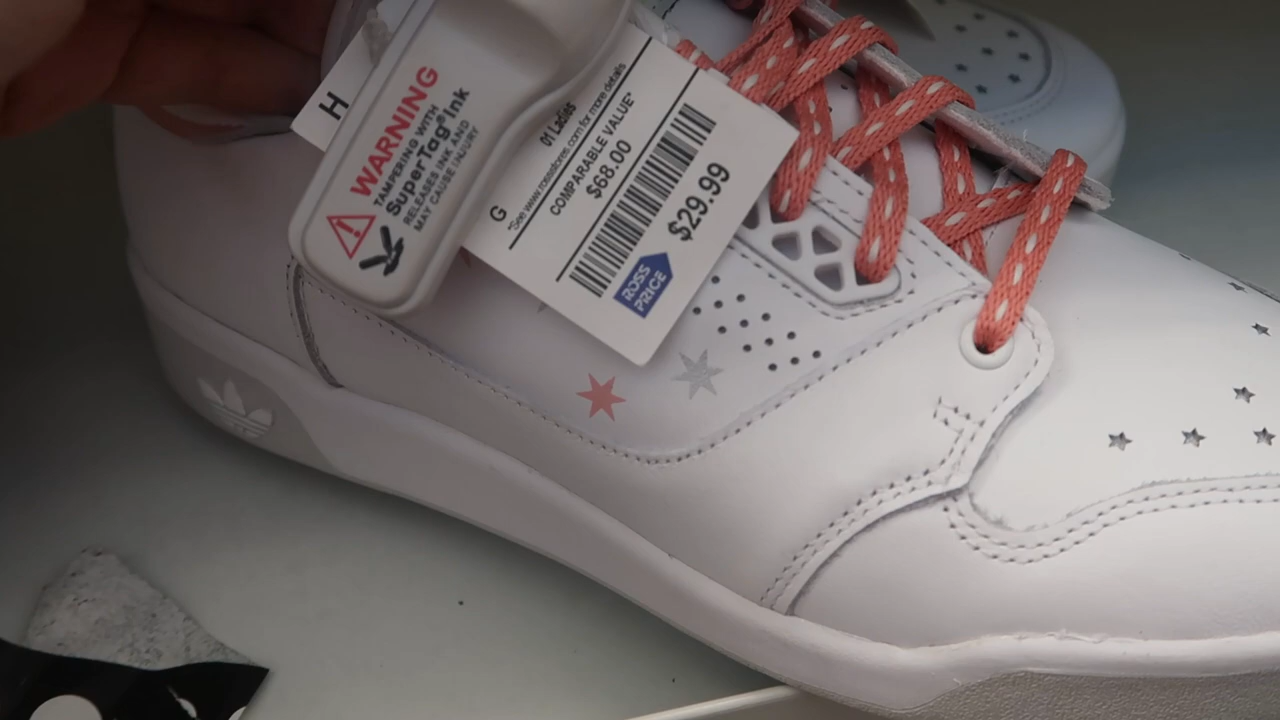 H
WARNING
TAMPERING WITH
SuperTag® Ink
RELEASES INK AND
MAY CAUSE INJURY
01 Ladies
*See www.rossstores.com for more details
G
COMPARABLE VALUE*
$68.00
$29.99
ROSS
PRICE